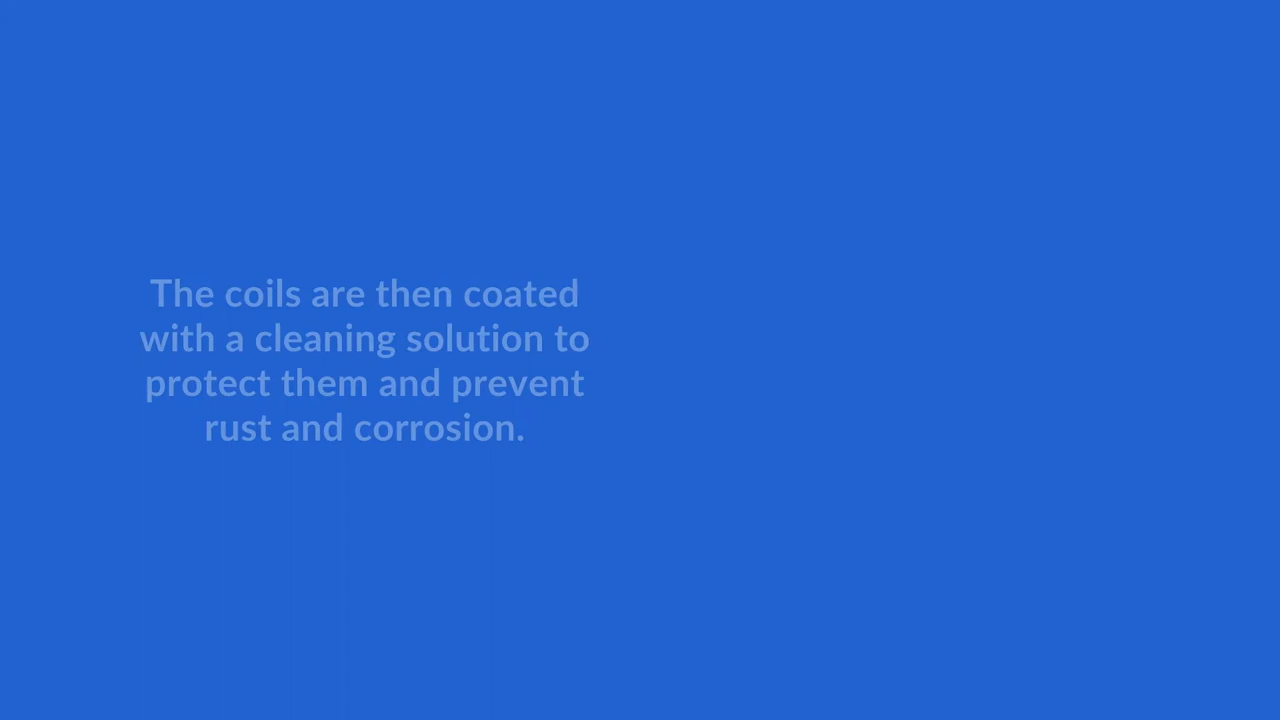 The coils are then coated
with a cleaning solution to
protect them and prevent
rust and corrosion.